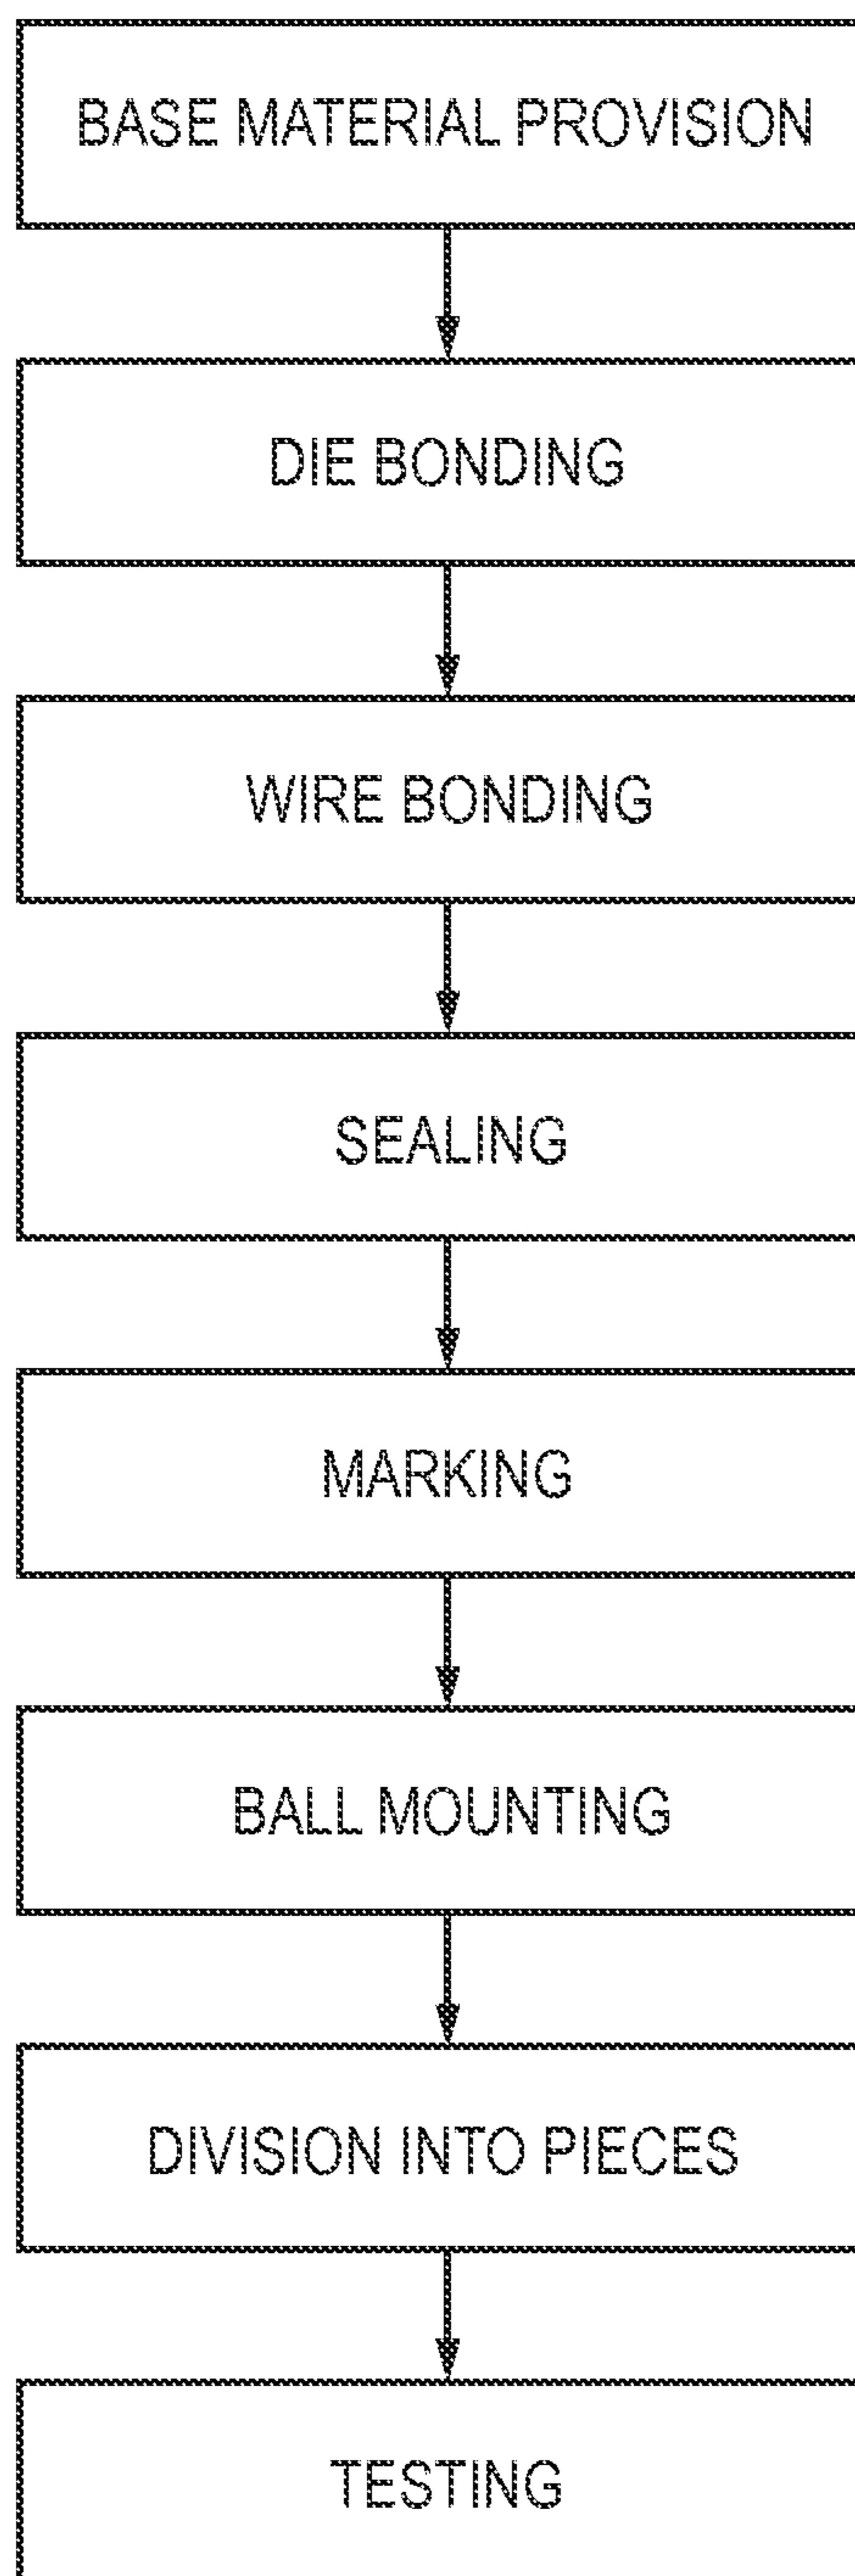 BASE MATERIAL PROVISION
DIE BONDING
WIRE BONDING
SEALING
MARKING
BALL MOUNTING
DIVISION INTO PIECES
TESTING